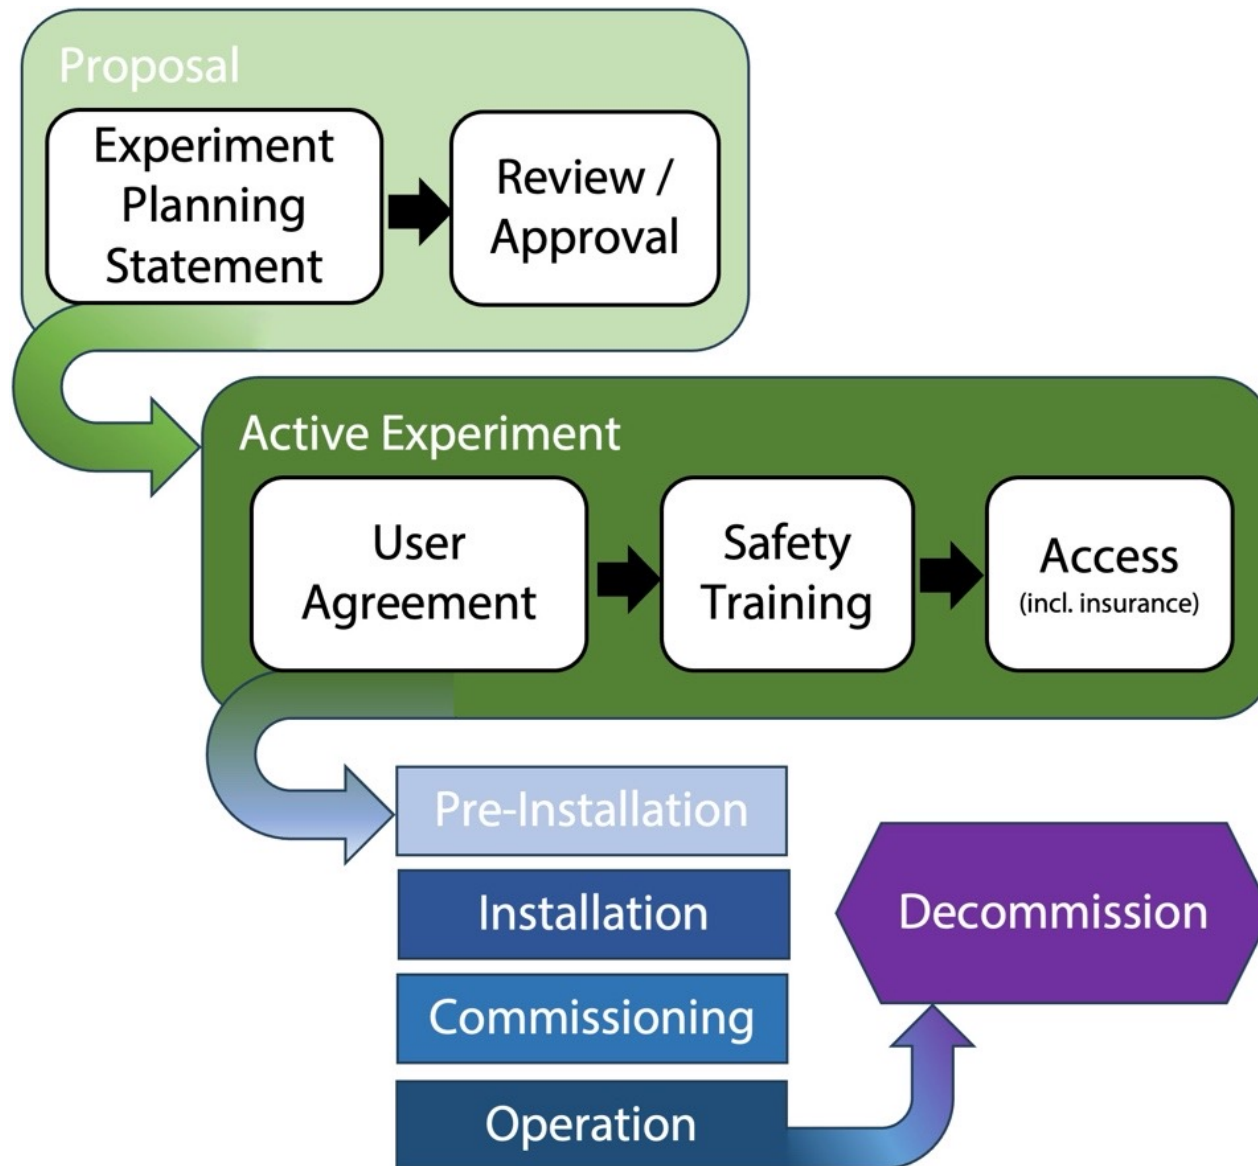 Proposal
Experiment
Planning
Statement
Review /
Approval
Active Experiment
User
Agreement
Safety
Training
Access
(incl. insurance)
Pre-Installation
Installation
Commissioning
Operation
Decommission